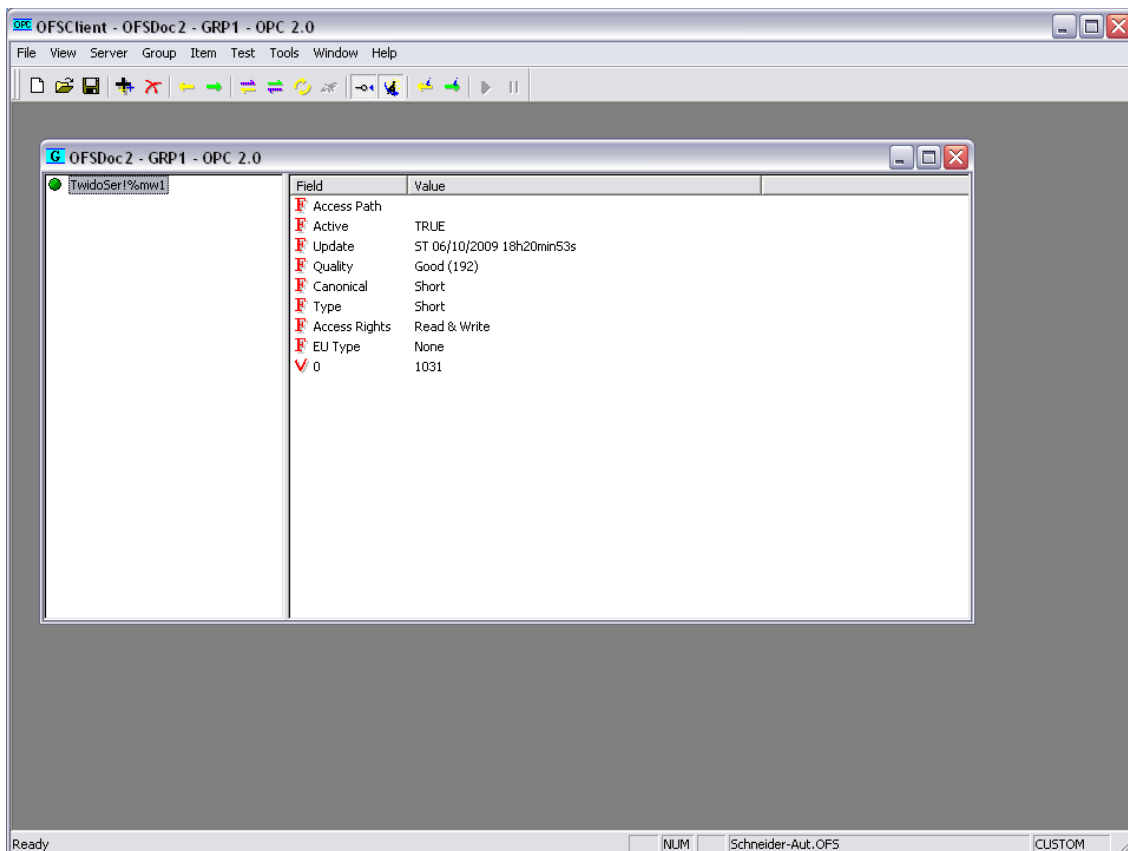 OPC OFSClient - OFSDoc2 - GRP1 - OPC 2.0
File View Server Group Item Test Tools Window Help
G OFSDoc2 - GRP1 - OPC 2.0
TwidoSer!%mw1
Field Value
F Access Path
F Active TRUE
F Update ST 06/10/2009 18h20min53s
F Quality Good (192)
F Canonical Short
F Type Short
F Access Rights Read & Write
F EU Type None
V 0 1031
Ready NUM Schneider-Aut.OFS CUSTOM